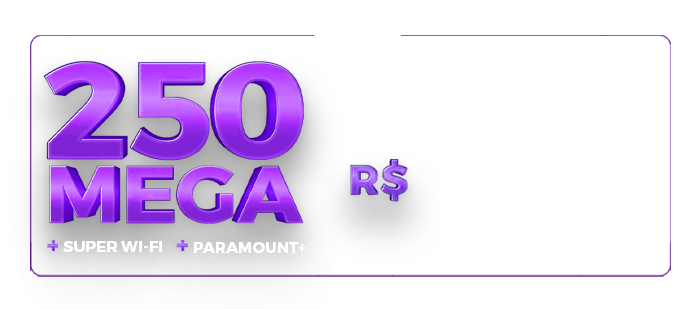 250
MEGA
R$
+ SUPER WI-FI + PARAMOUNT+